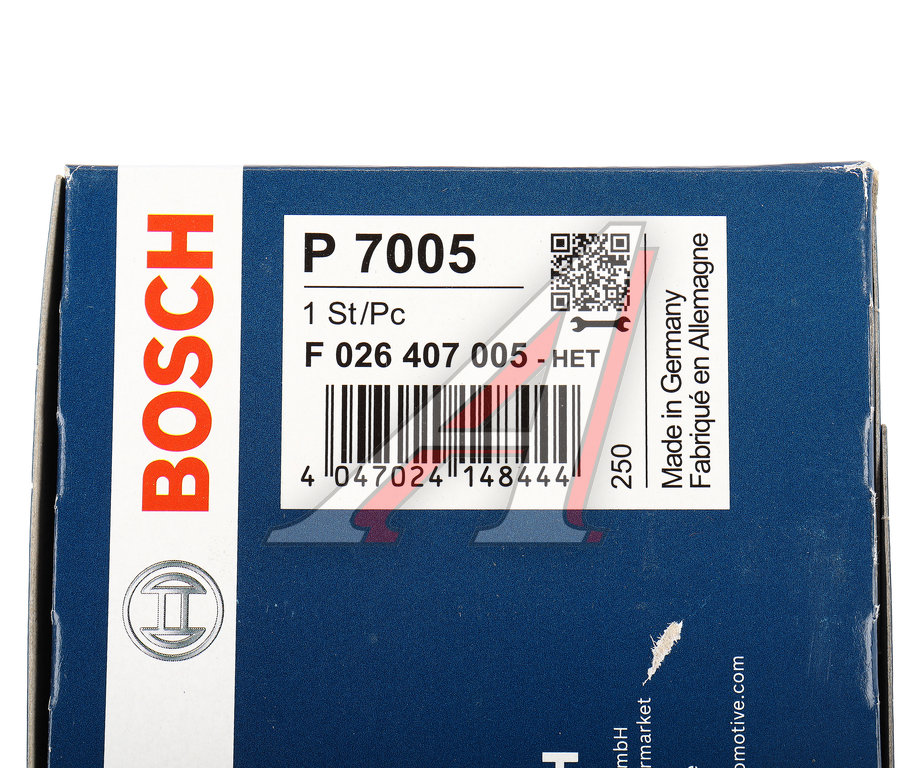 BOSCH
P 7005
1 St/Pc
F 026 407 005 - HET
4 047024 148444
250
Made in Germany
Fabriqué en Allemagne